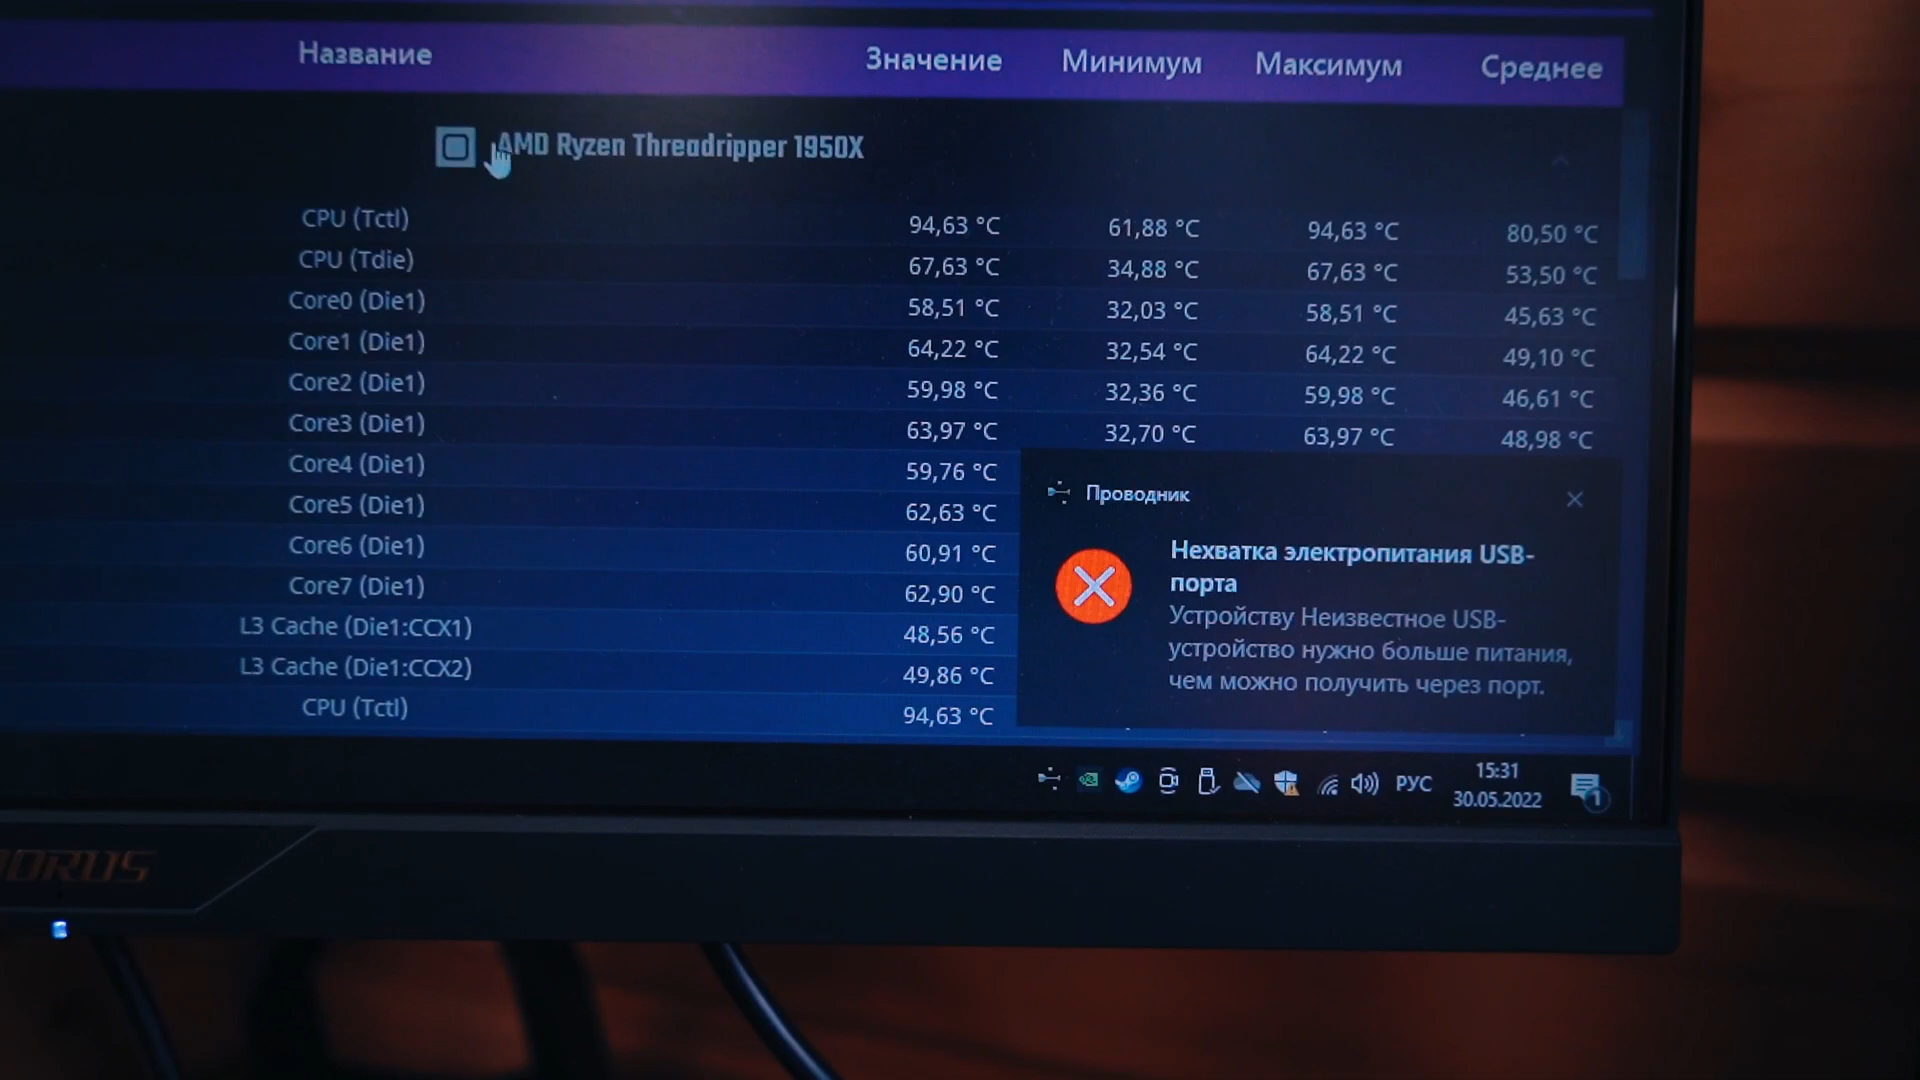 Название Значение Минимум Максимум Среднее
AMD Ryzen Threadripper 1950X
CPU (Tctl) 94,63 °C 61,88 °C 94,63 °C 80,50 °C
CPU (Tdie) 67,63 °C 34,88 °C 67,63 °C 53,50 °C
Core0 (Die1) 58,51 °C 32,03 °C 58,51 °C 45,63 °C
Core1 (Die1) 64,22 °C 32,54 °C 64,22 °C 49,10 °C
Core2 (Die1) 59,98 °C 32,36 °C 59,98 °C 46,61 °C
Core3 (Die1) 63,97 °C 32,70 °C 63,97 °C 48,98 °C
Core4 (Die1) 59,76 °C
Core5 (Die1) 62,63 °C
Core6 (Die1) 60,91 °C
Core7 (Die1) 62,90 °C
L3 Cache (Die1:CCX1) 48,56 °C
L3 Cache (Die1:CCX2) 49,86 °C
CPU (Tctl) 94,63 °C
Проводник
Нехватка электропитания USB-
порта
Устройству Неизвестное USB-
устройство нужно больше питания,
чем можно получить через порт.
РУС
15:31
30.05.2022
1
AORUS